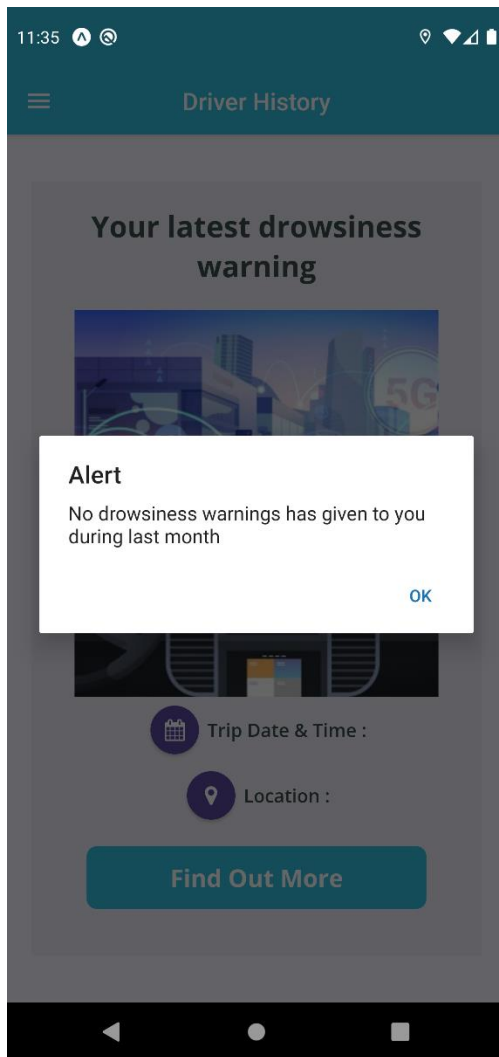 11:35
Driver History
Your latest drowsiness
warning
5G
Alert
No drowsiness warnings has given to you
during last month
OK
Trip Date & Time :
Location :
Find Out More